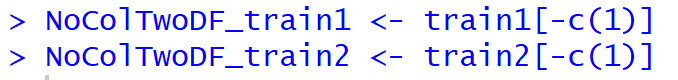 > NoColTwoDF_train1 <- train1[-c(1)]
> NoColTwoDF_train2 <- train2[-c(1)]